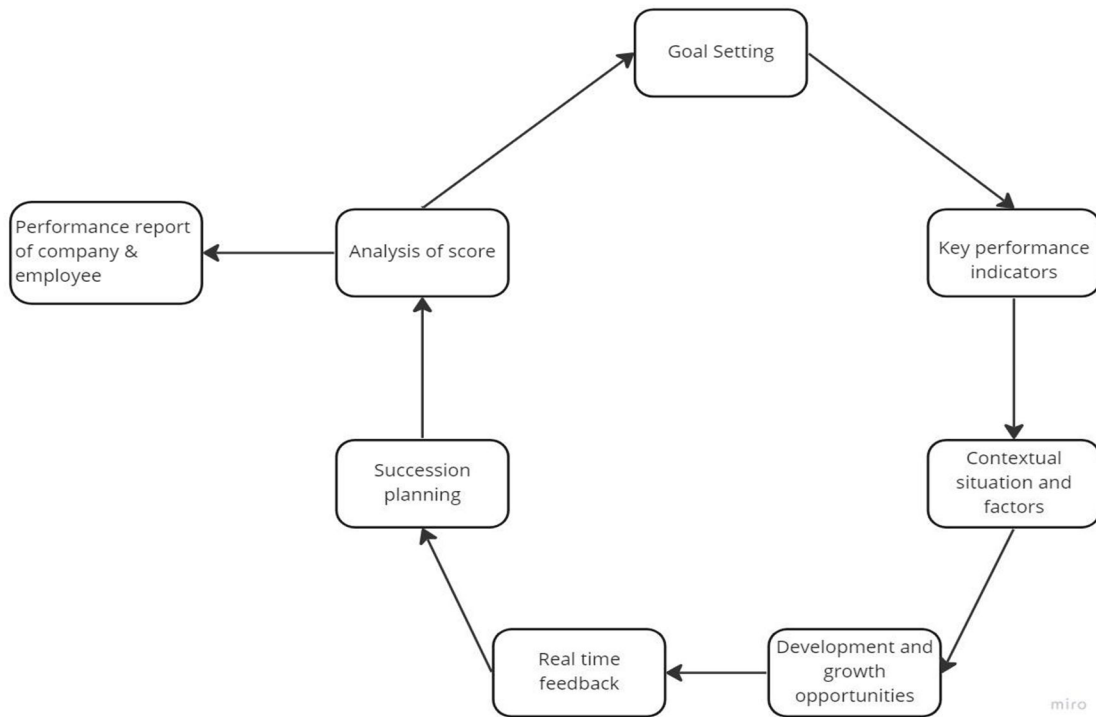 Goal Setting
Performance report
of company &
employee
Analysis of score
Key performance
indicators
Succession
planning
Contextual
situation and
factors
Real time
feedback
Development and
growth
opportunities
miro